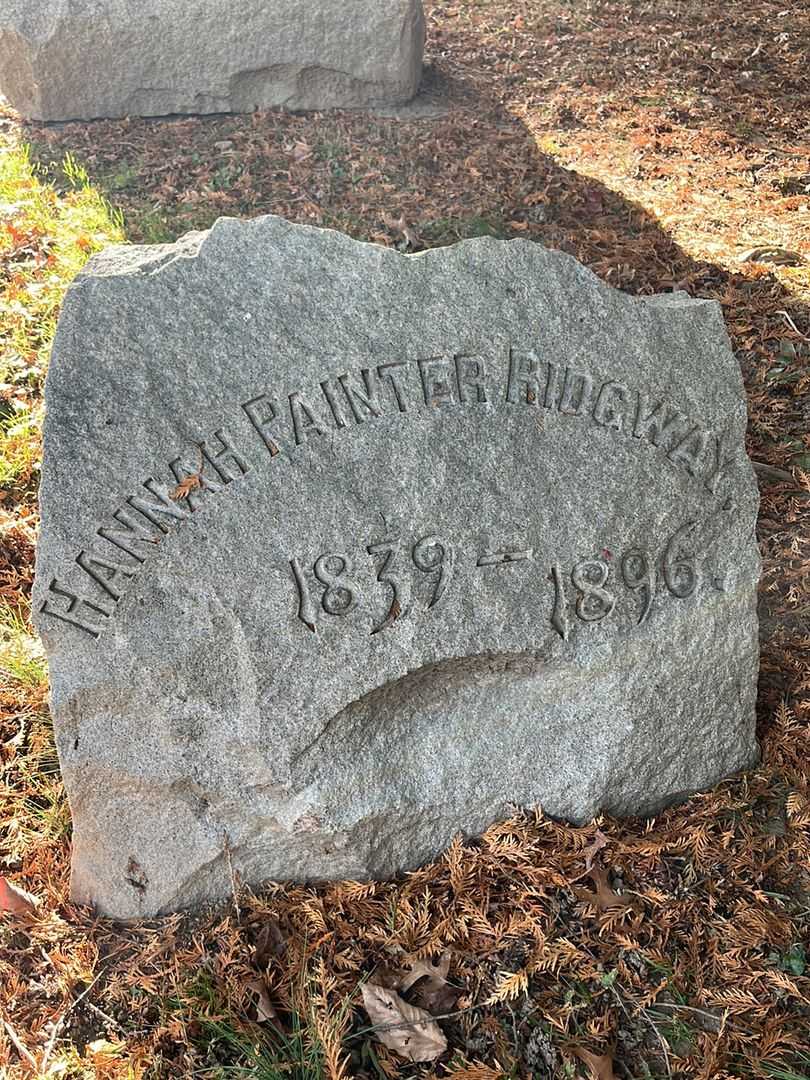 HANNAH PAINTER RIDGWAY.
1839 – 1896.